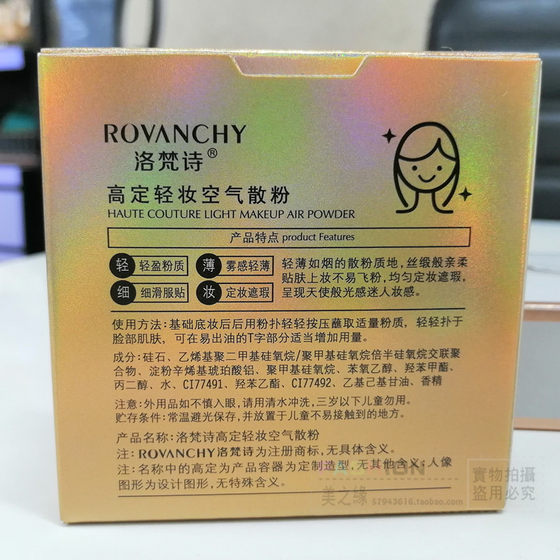 ROVANCHY
洛梵诗®
高定轻妆空气散粉
HAUTE COUTURE LIGHT MAKEUP AIR POWDER
产品特点 product Features
轻 轻盈粉质 薄 雾感轻薄
细 细滑服贴 妆 定妆遮瑕
轻薄如烟的散粉质地,丝缎般亲柔
贴肤上妆不易飞粉,均匀定妆遮瑕,
呈现天使般光感迷人妆感。
使用方法:基础底妆后后用粉扑轻轻按压蘸取适量粉质,轻轻扑于
脸部肌肤,可在易出油的T字部分适当增加用量。
成分:硅石、乙烯基聚二甲基硅氧烷/聚甲基硅氧烷倍半硅氧烷交联聚
合物、淀粉辛烯基琥珀酸铝、聚甲基硅氧烷、苯氧乙醇、羟苯甲酯、
丙二醇、水、CI77491、羟苯乙酯、CI77492、乙基己基甘油、香精
注意:外用品如不慎入眼,请用清水冲洗,三岁以下儿童勿用。
贮存条件:常温避光保存,并放置于儿童不易接触到的地方。
产品名称:洛梵诗高定轻妆空气散粉
注:ROVANCHY洛梵诗为注册商标,无具体含义。
注:名称中的高定为产品容器为定制造型,无其他含义;人像
图形为设计图形,无特殊含义。
美之缘 57943616.taobao.com
實物拍攝
盜用必究